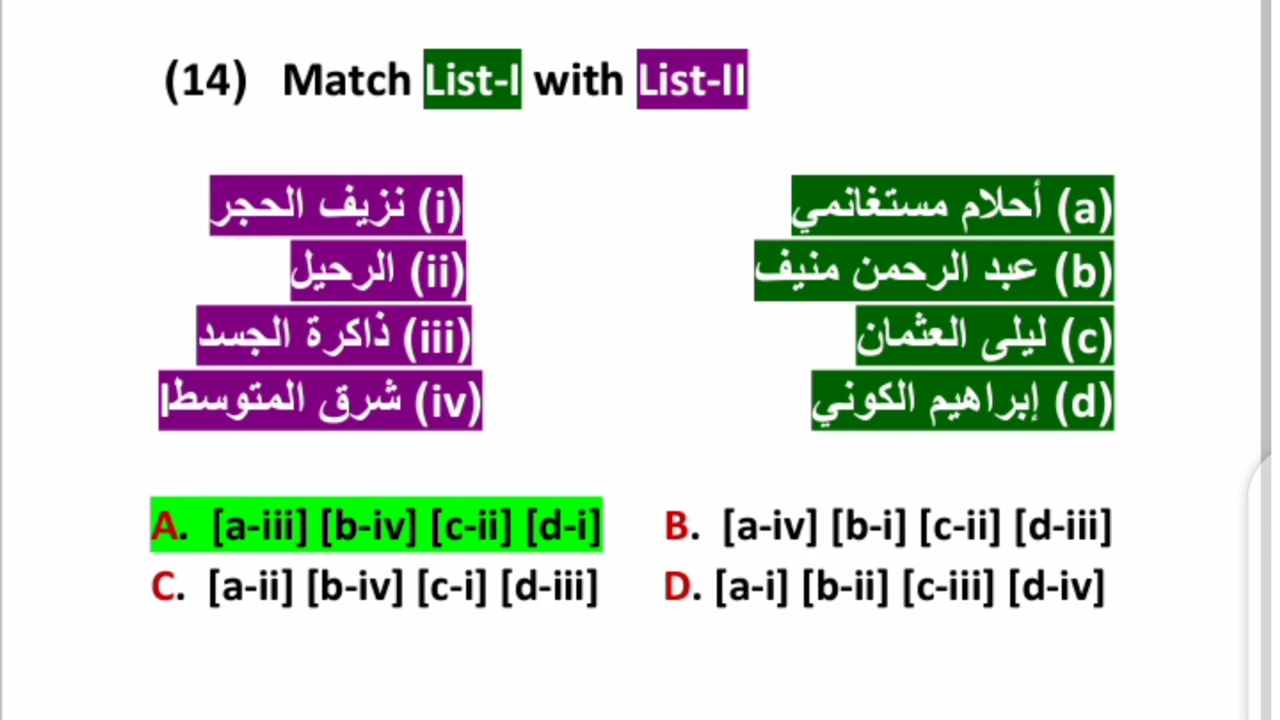 (14) Match List-I with List-II
(a) أحلام مستغانمي (i) نزيف الحجر
(b) عبد الرحمن منيف (ii) الرحيل
(c) ليلى العثمان (iii) ذاكرة الجسد
(d) إبراهيم الكوني (iv) شرق المتوسط
A. [a-iii] [b-iv] [c-ii] [d-i] B. [a-iv] [b-i] [c-ii] [d-iii]
C. [a-ii] [b-iv] [c-i] [d-iii] D. [a-i] [b-ii] [c-iii] [d-iv]